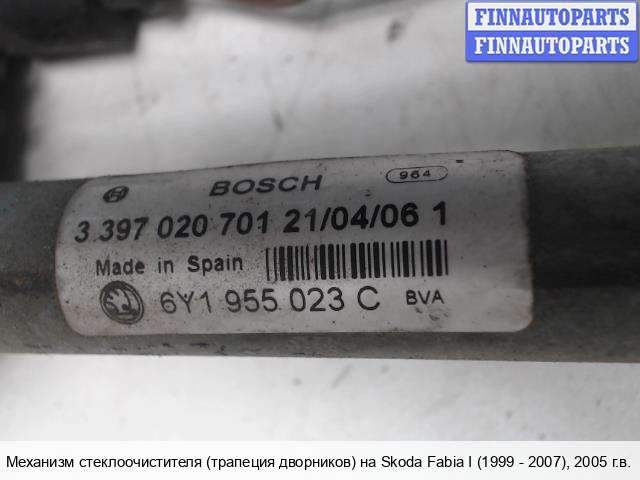 FINNAUTOPARTS
FINNAUTOPARTS
BOSCH 964
3 397 020 701 21/04/06 1
Made in Spain
6Y1 955 023 C BVA
Механизм стеклоочистителя (трапеция дворников) на Skoda Fabia I (1999 - 2007), 2005 г.в.